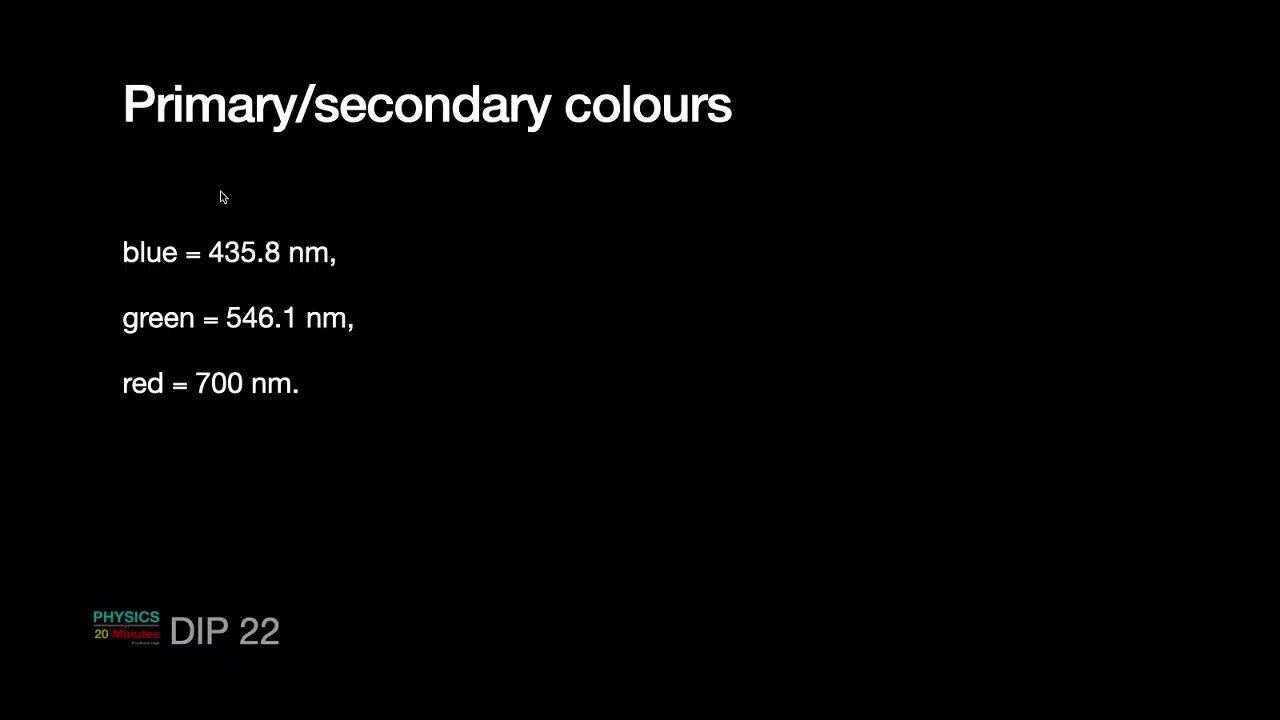 Primary/secondary colours
blue = 435.8 nm,
green = 546.1 nm,
red = 700 nm.
PHYSICS
20 Minutes
DIP 22